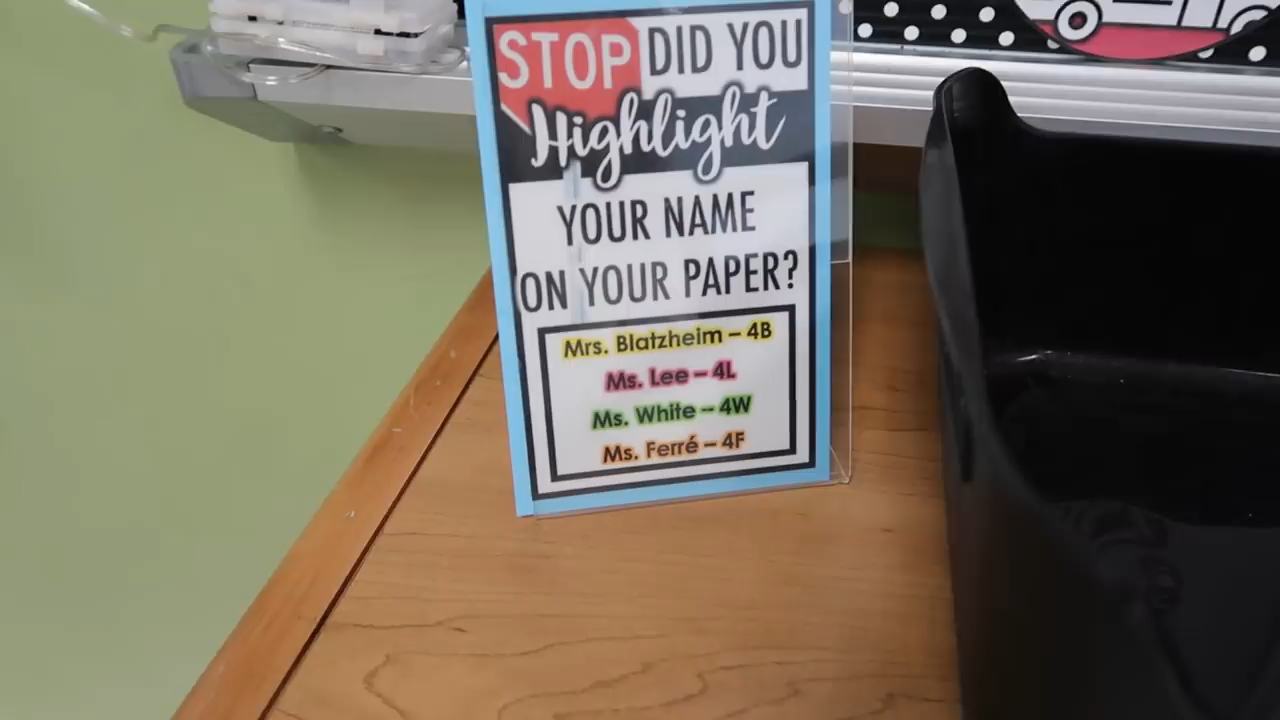 STOP DID YOU
Highlight
YOUR NAME
ON YOUR PAPER?
Mrs. Blatzheim – 4B
Ms. Lee – 4L
Ms. White – 4W
Ms. Ferré – 4F